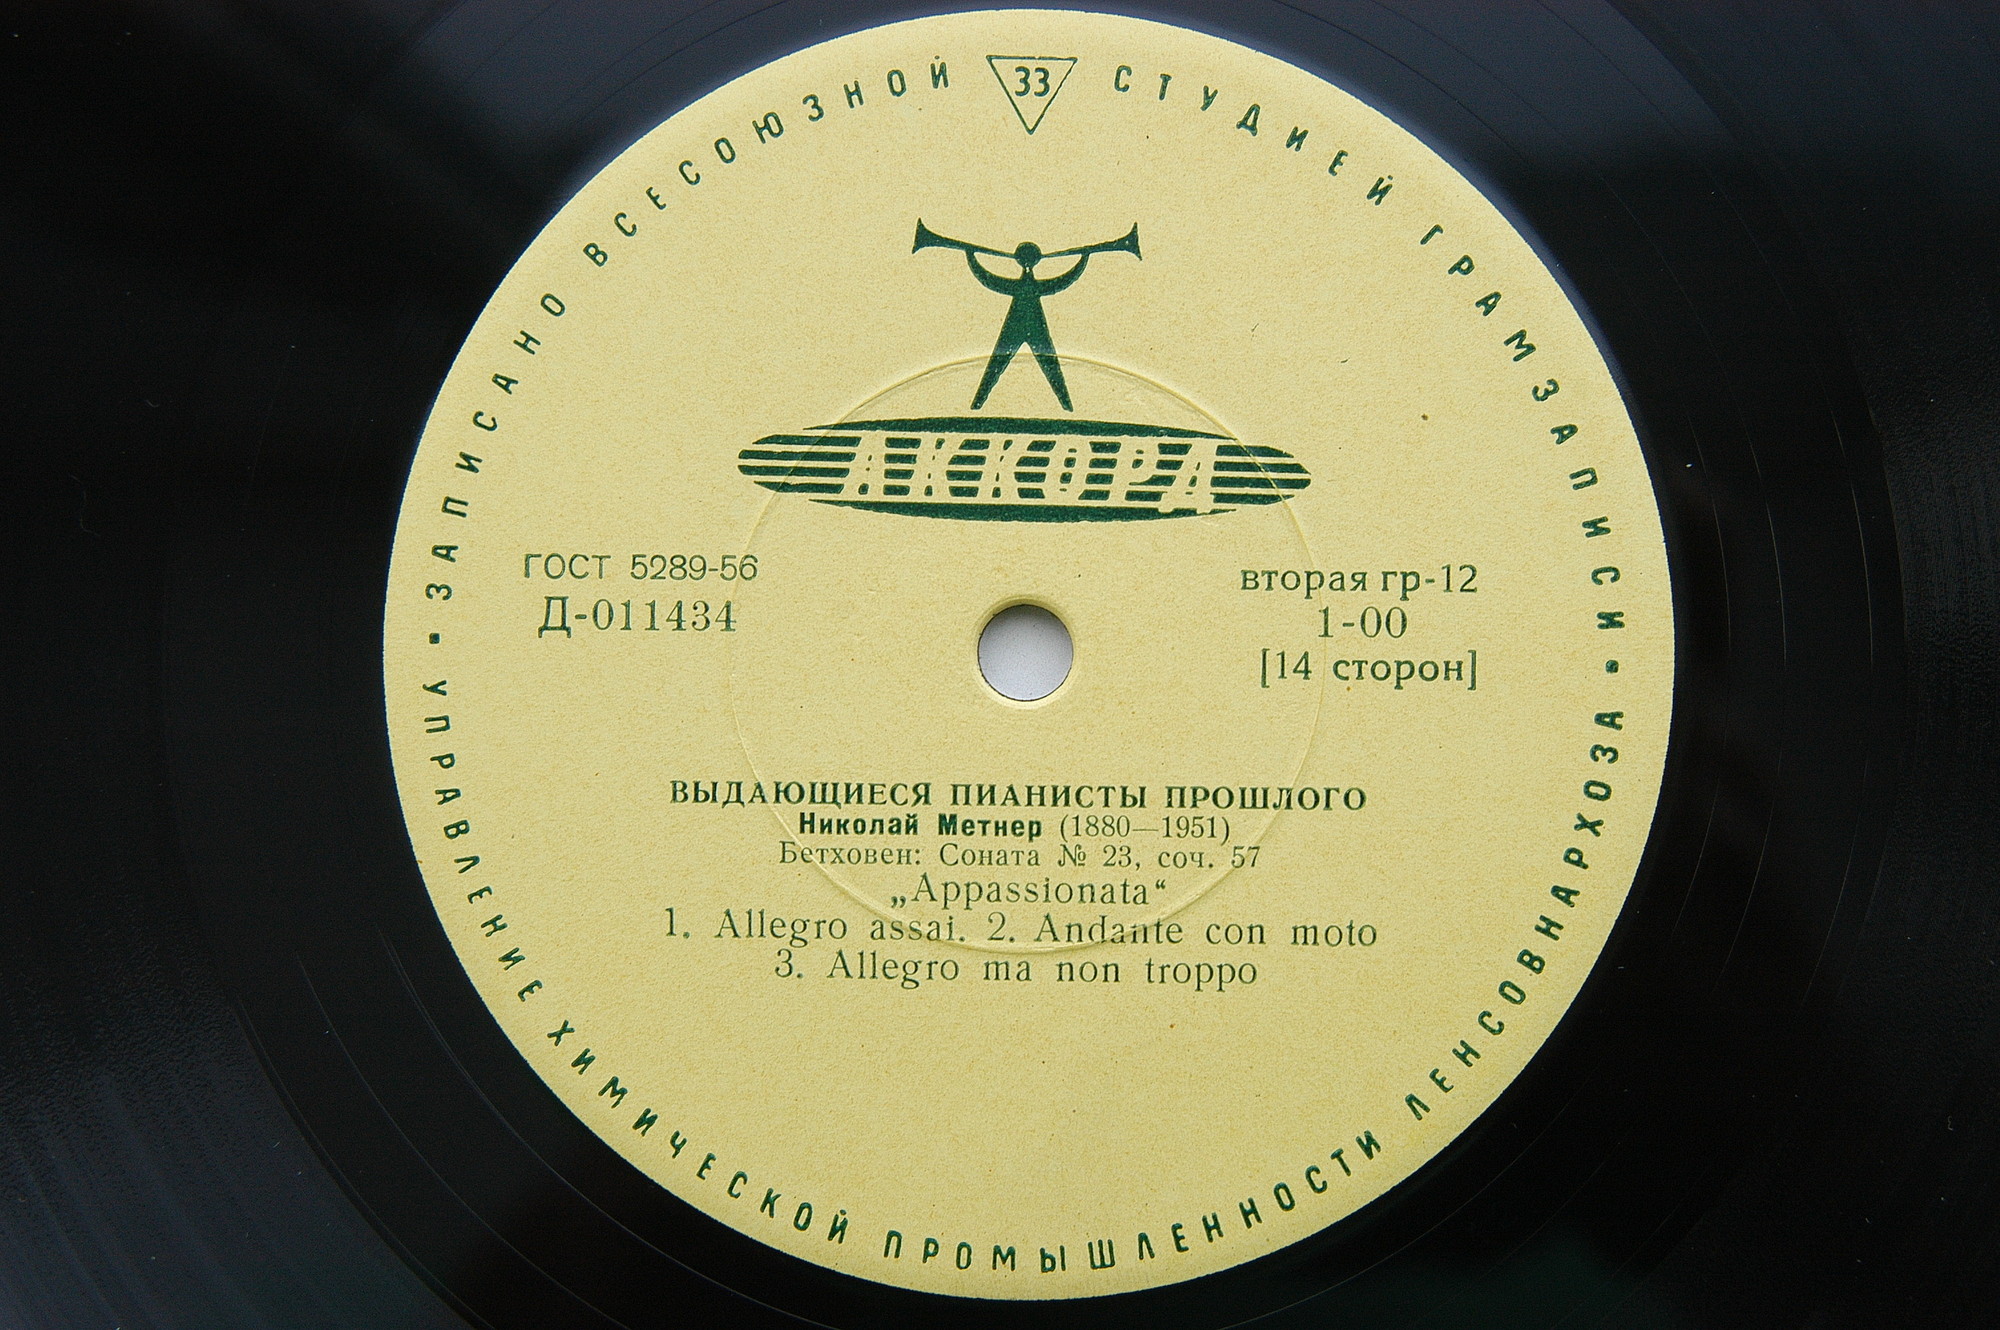 ЗАПИСАНО ВСЕСОЮЗНОЙ СТУДИЕЙ ГРАМЗАПИСИ •
33
АККОРД
ГОСТ 5289-56
Д-011434
вторая гр-12
1-00
[14 сторон]
ВЫДАЮЩИЕСЯ ПИАНИСТЫ ПРОШЛОГО
Николай Метнер (1880—1951)
Бетховен: Соната № 23, соч. 57
„Appassionata“
1. Allegro assai. 2. Andante con moto
3. Allegro ma non troppo
УПРАВЛЕНИЕ ХИМИЧЕСКОЙ ПРОМЫШЛЕННОСТИ ЛЕНСОВНАРХОЗА •